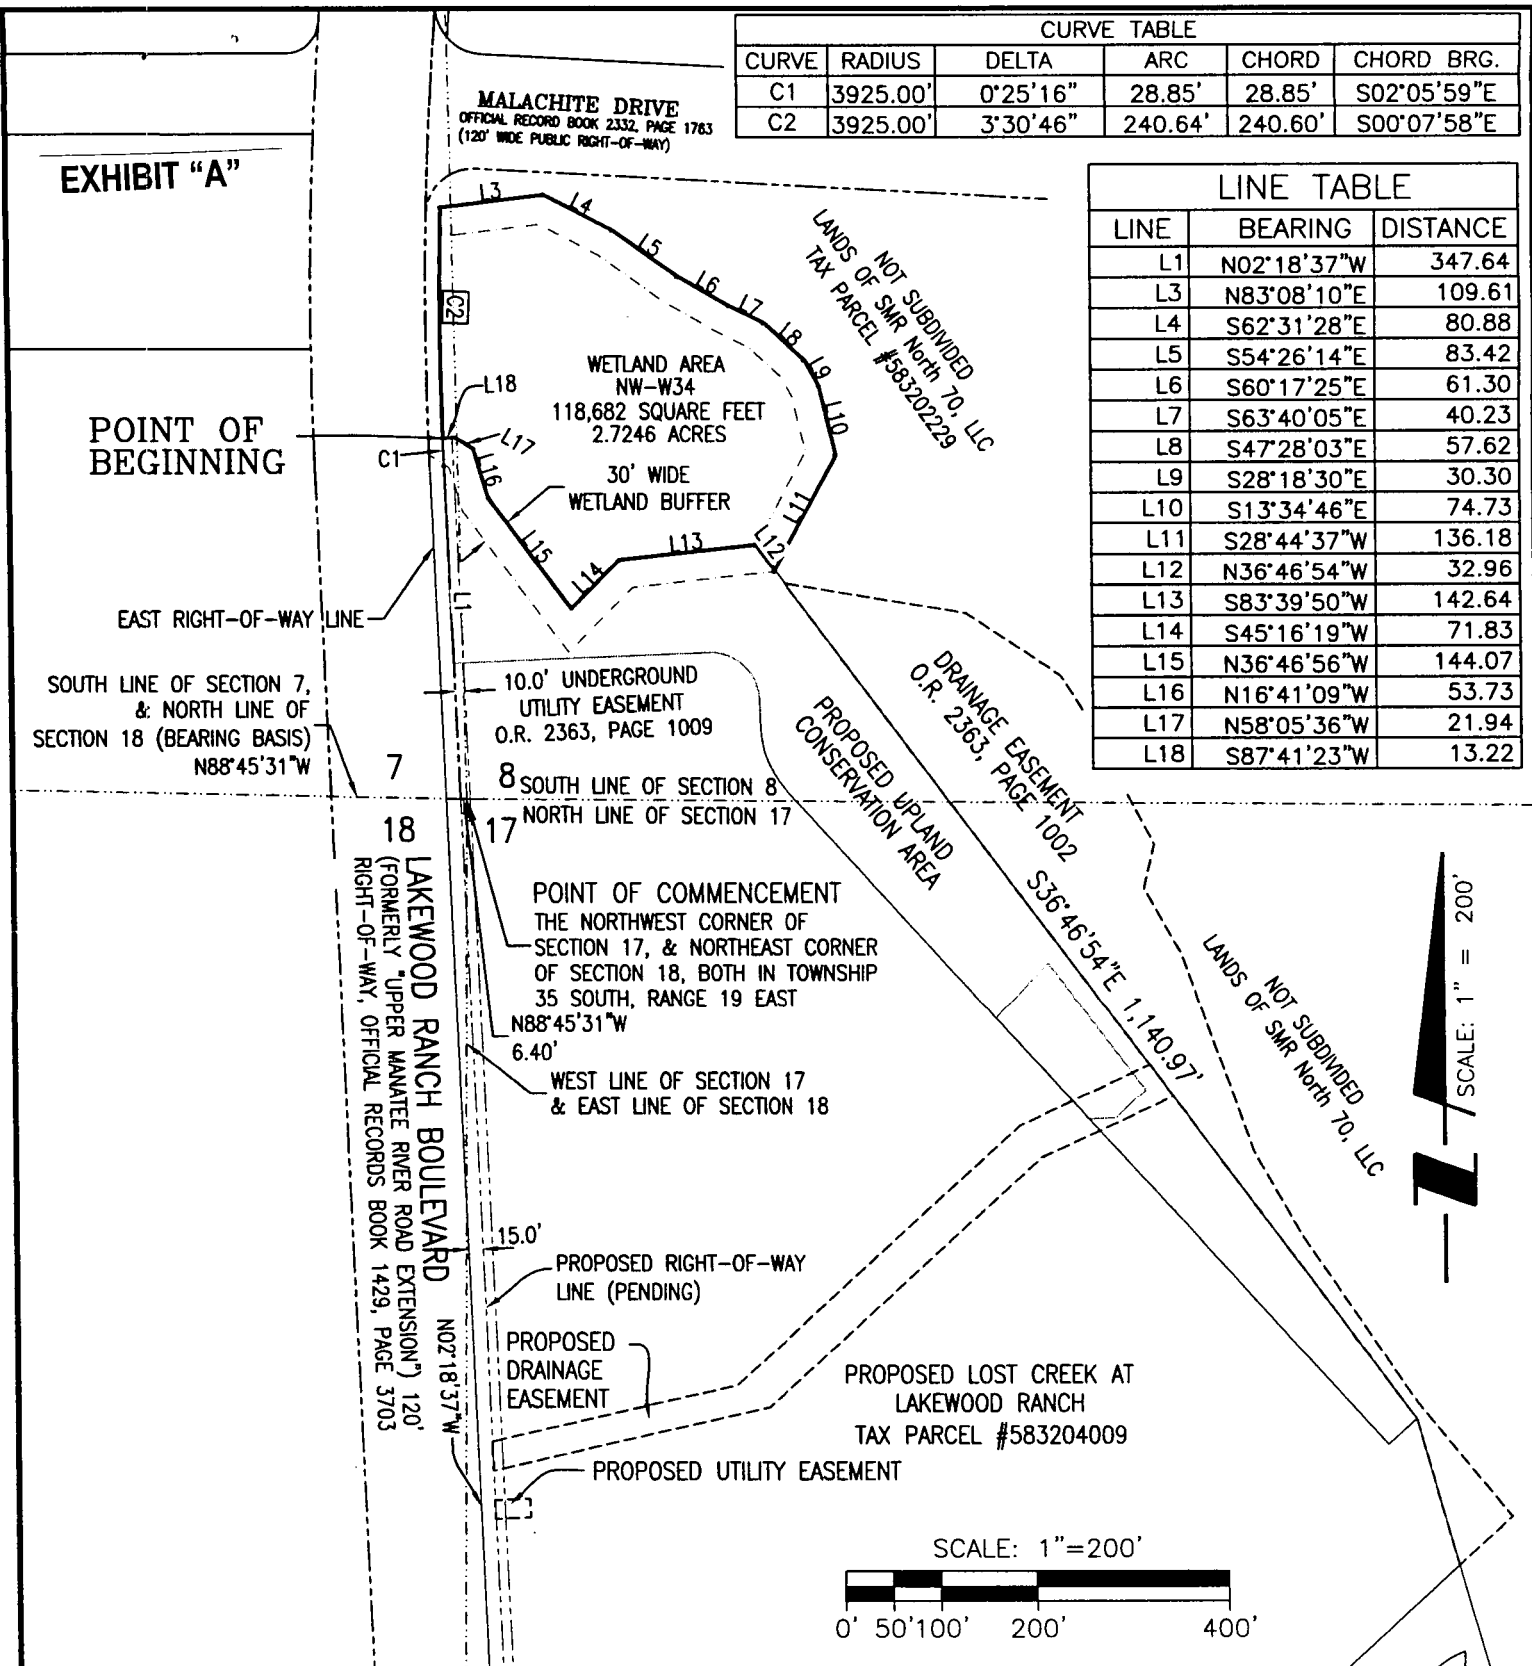 CURVE TABLE
CURVE RADIUS DELTA ARC CHORD CHORD BRG.
C1 3925.00' 0°25'16" 28.85' 28.85' S02°05'59"E
C2 3925.00' 3°30'46" 240.64' 240.60' S00°07'58"E
MALACHITE DRIVE
OFFICIAL RECORD BOOK 2332, PAGE 1783
(120' WIDE PUBLIC RIGHT-OF-WAY)
EXHIBIT "A"
LINE TABLE
LINE BEARING DISTANCE
L1 N02°18'37"W 347.64
L3 N83°08'10"E 109.61
L4 S62°31'28"E 80.88
L5 S54°26'14"E 83.42
L6 S60°17'25"E 61.30
L7 S63°40'05"E 40.23
L8 S47°28'03"E 57.62
L9 S28°18'30"E 30.30
L10 S13°34'46"E 74.73
L11 S28°44'37"W 136.18
L12 N36°46'54"W 32.96
L13 S83°39'50"W 142.64
L14 S45°16'19"W 71.83
L15 N36°46'56"W 144.07
L16 N16°41'09"W 53.73
L17 N58°05'36"W 21.94
L18 S87°41'23"W 13.22
L3
L4
L5
L6
L7
L8
L9
L10
L11
L12
L13
L14
L15
L16
L17
L18
C2
C1
L1
NOT SUBDIVIDED
LANDS OF SMR North 70, LLC
TAX PARCEL #583202229
WETLAND AREA
NW-W34
118,682 SQUARE FEET
2.7246 ACRES
30' WIDE
WETLAND BUFFER
POINT OF
BEGINNING
EAST RIGHT-OF-WAY LINE
SOUTH LINE OF SECTION 7,
& NORTH LINE OF
SECTION 18 (BEARING BASIS)
N88°45'31"W
10.0' UNDERGROUND
UTILITY EASEMENT
O.R. 2363, PAGE 1009
7
8
SOUTH LINE OF SECTION 8
NORTH LINE OF SECTION 17
18
17
DRAINAGE EASEMENT
O.R. 2363, PAGE 1002
PROPOSED UPLAND
CONSERVATION AREA
S36°46'54"E 1,140.97'
POINT OF COMMENCEMENT
THE NORTHWEST CORNER OF
SECTION 17, & NORTHEAST CORNER
OF SECTION 18, BOTH IN TOWNSHIP
35 SOUTH, RANGE 19 EAST
N88°45'31"W
6.40'
WEST LINE OF SECTION 17
& EAST LINE OF SECTION 18
LAKEWOOD RANCH BOULEVARD
(FORMERLY "UPPER MANATEE RIVER ROAD EXTENSION") 120'
RIGHT-OF-WAY, OFFICIAL RECORDS BOOK 1429, PAGE 3703
N02°18'37"W
15.0'
PROPOSED RIGHT-OF-WAY
LINE (PENDING)
PROPOSED
DRAINAGE
EASEMENT
PROPOSED UTILITY EASEMENT
PROPOSED LOST CREEK AT
LAKEWOOD RANCH
TAX PARCEL #583204009
NOT SUBDIVIDED
LANDS OF SMR North 70, LLC
SCALE: 1" = 200'
N
SCALE: 1"=200'
0' 50'100' 200' 400'